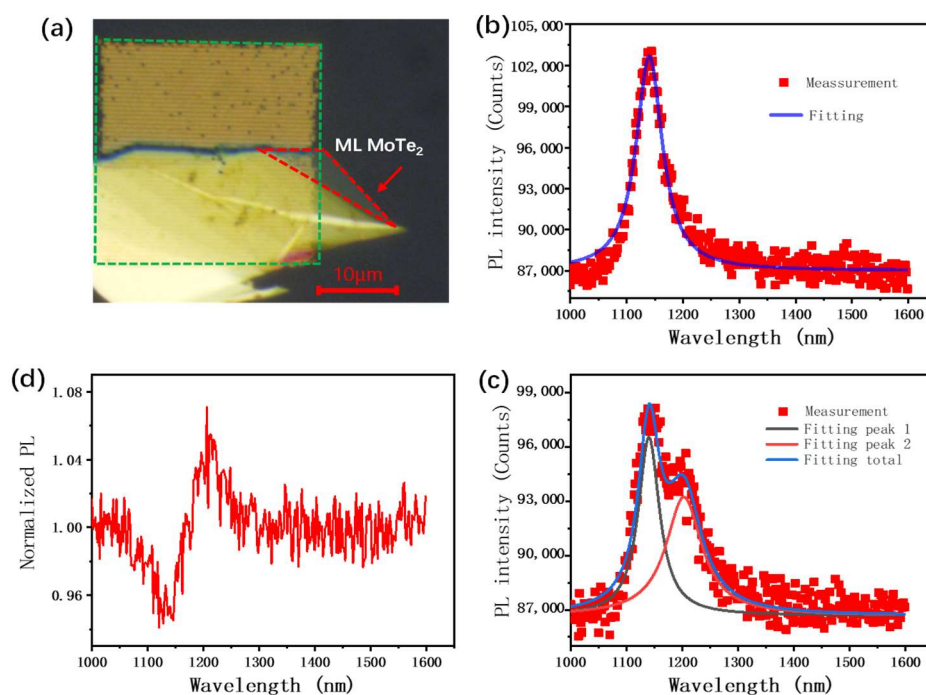 (a)
ML MoTe₂
10μm
(b)
105,000
102,000
99,000
96,000
93,000
90,000
87,000
PL intensity (Counts)
Meassurement
Fitting
1000 1100 1200 1300 1400 1500 1600
Wavelength (nm)
(d)
1.08
1.04
1.00
0.96
Normalized PL
1000 1100 1200 1300 1400 1500 1600
Wavelength (nm)
(c)
99,000
96,000
93,000
90,000
87,000
PL intensity (Counts)
Measurement
Fitting peak 1
Fitting peak 2
Fitting total
1000 1100 1200 1300 1400 1500 1600
Wavelength (nm)